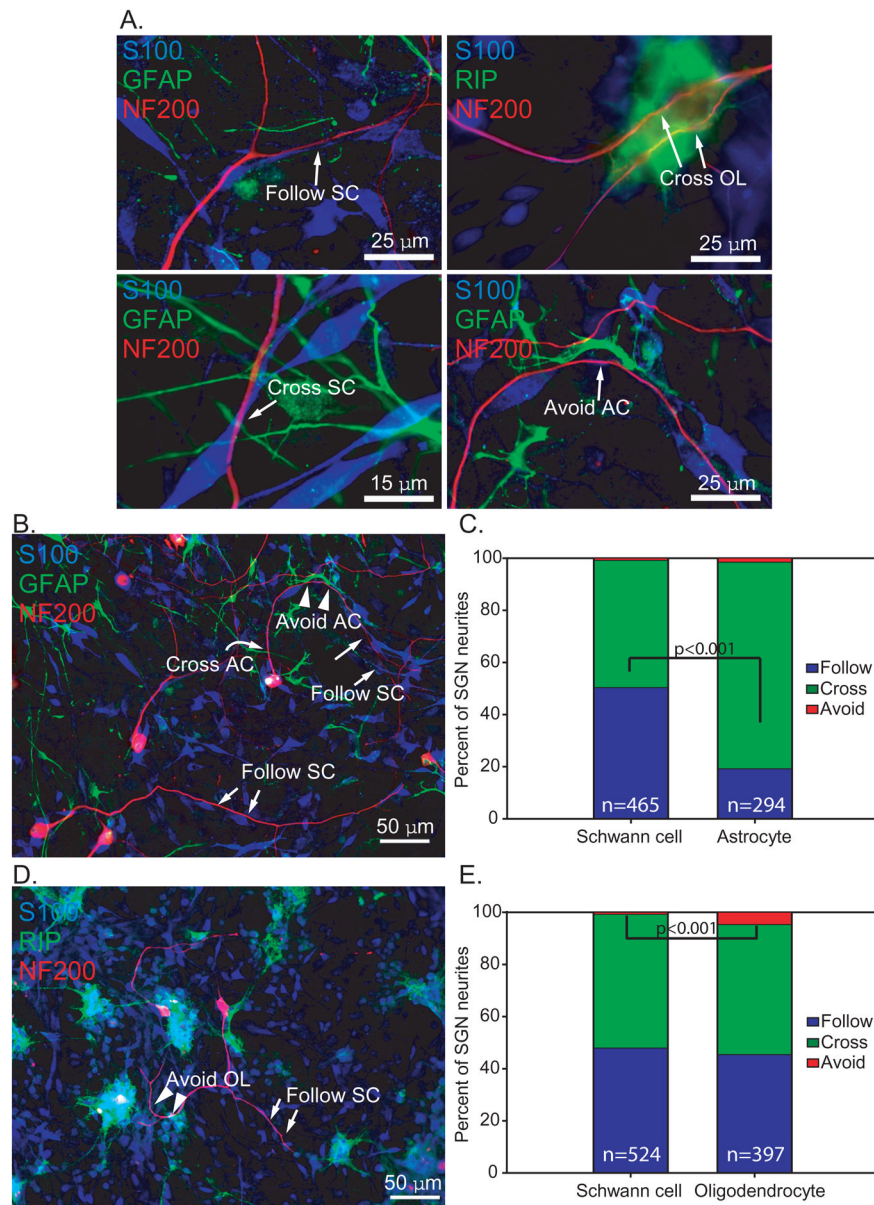 A.
S100
GFAP
NF200
Follow SC
25 µm
S100
RIP
NF200
Cross OL
25 µm
S100
GFAP
NF200
Cross SC
15 µm
S100
GFAP
NF200
Avoid AC
25 µm
B.
S100
GFAP
NF200
Avoid AC
Cross AC
Follow SC
Follow SC
50 µm
C.
Percent of SGN neurites
100
80
60
40
20
0
p<0.001
n=465
n=294
Schwann cell
Astrocyte
Follow
Cross
Avoid
D.
S100
RIP
NF200
Avoid OL
Follow SC
50 µm
E.
Percent of SGN neurites
100
80
60
40
20
0
p<0.001
n=524
n=397
Schwann cell
Oligodendrocyte
Follow
Cross
Avoid